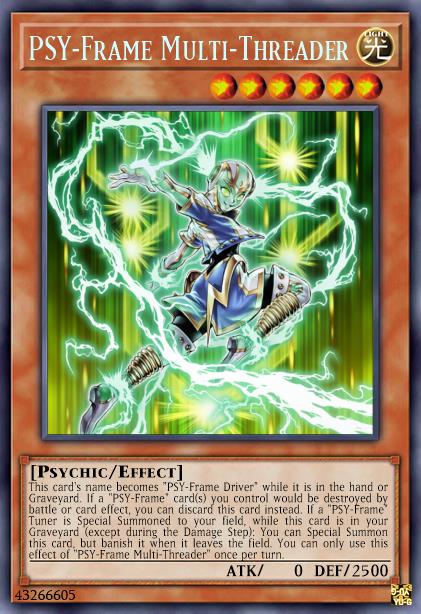 PSY-Frame Multi-Threader
LIGHT
光
[Psychic/Effect]
This card's name becomes "PSY-Frame Driver" while it is in the hand or
Graveyard. If a "PSY-Frame" card(s) you control would be destroyed by
battle or card effect, you can discard this card instead. If a "PSY-Frame"
Tuner is Special Summoned to your field, while this card is in your
Graveyard (except during the Damage Step): You can Special Summon
this card, but banish it when it leaves the field. You can only use this
effect of "PSY-Frame Multi-Threader" once per turn.
ATK/ 0 DEF/2500
43266605